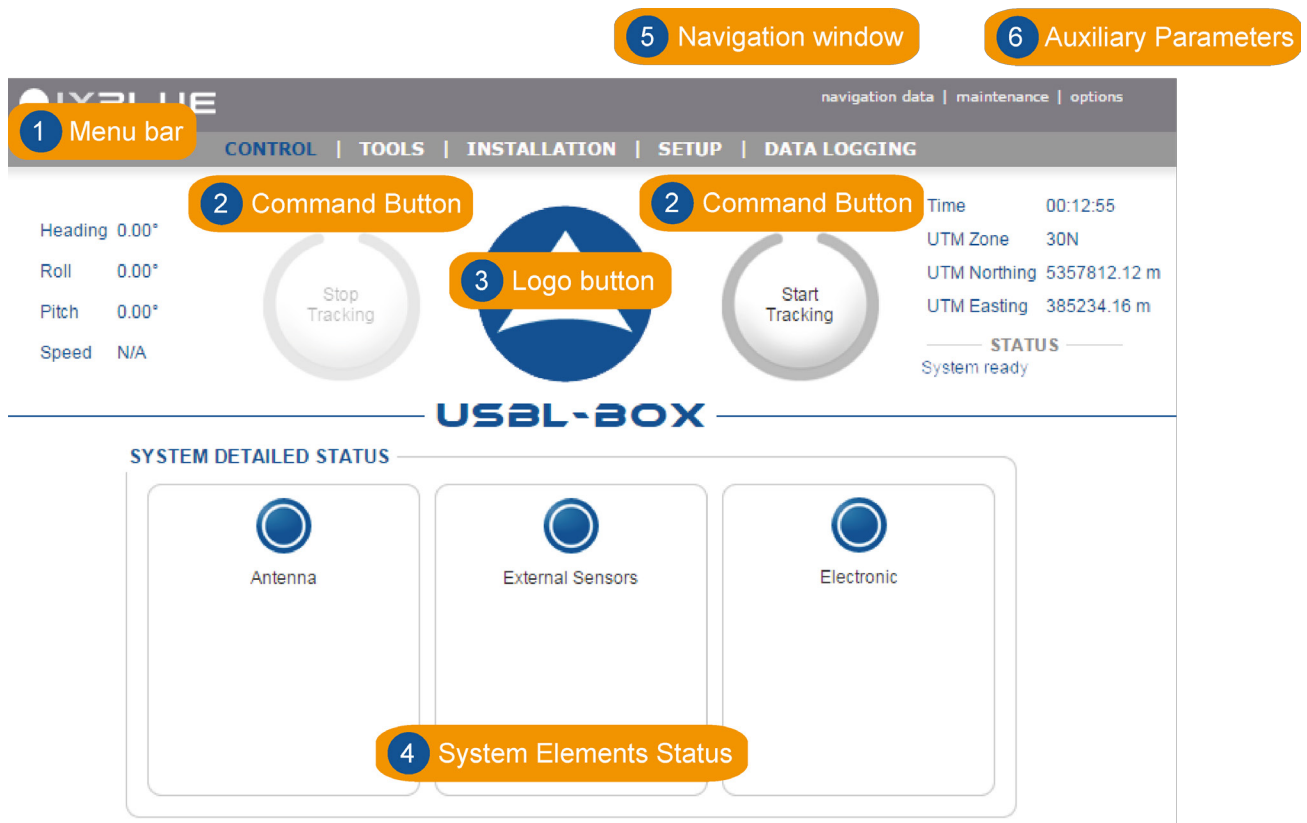 5 Navigation window
6 Auxiliary Parameters
IXBLUE
navigation data | maintenance | options
1 Menu bar
CONTROL | TOOLS | INSTALLATION | SETUP | DATA LOGGING
2 Command Button
2 Command Button
Heading 0.00°
Roll 0.00°
Pitch 0.00°
Speed N/A
Stop
Tracking
3 Logo button
Start
Tracking
Time 00:12:55
UTM Zone 30N
UTM Northing 5357812.12 m
UTM Easting 385234.16 m
STATUS
System ready
USBL-BOX
SYSTEM DETAILED STATUS
Antenna
External Sensors
Electronic
4 System Elements Status